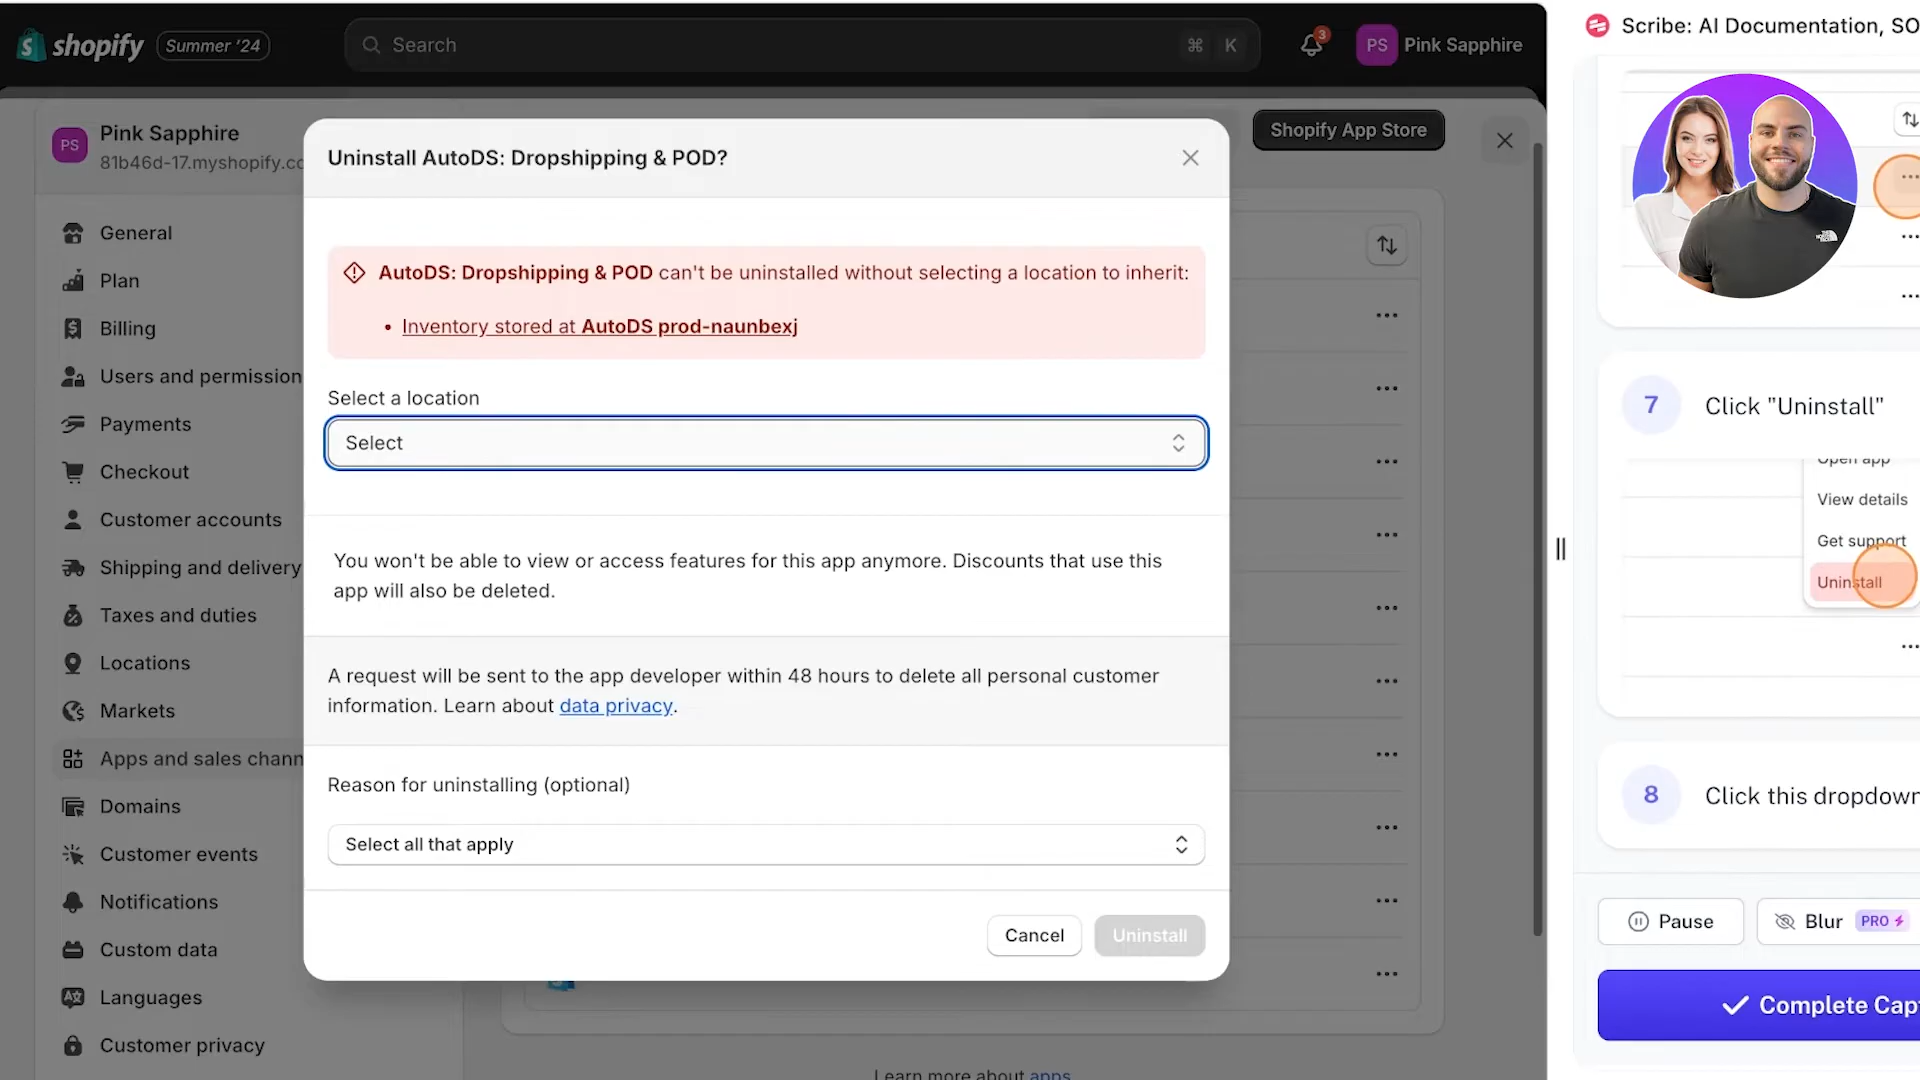 shopify
Summer '24
Search
⌘ K
3
PS
Pink Sapphire
PS
Pink Sapphire
81b46d-17.myshopify.co
General
Plan
Billing
Users and permission
Payments
Checkout
Customer accounts
Shipping and delivery
Taxes and duties
Locations
Markets
Apps and sales chann
Domains
Customer events
Notifications
Custom data
Languages
Customer privacy
Shopify App Store
Uninstall AutoDS: Dropshipping & POD?
AutoDS: Dropshipping & POD can't be uninstalled without selecting a location to inherit:
• Inventory stored at AutoDS prod-naunbexj
Select a location
Select
You won't be able to view or access features for this app anymore. Discounts that use this
app will also be deleted.
A request will be sent to the app developer within 48 hours to delete all personal customer
information. Learn about data privacy.
Reason for uninstalling (optional)
Select all that apply
Cancel
Uninstall
Learn more about apps
Scribe: AI Documentation, SO
7
Click "Uninstall"
Open app
View details
Get support
Uninstall
8
Click this dropdown
Pause
Blur
PRO
Complete Cap